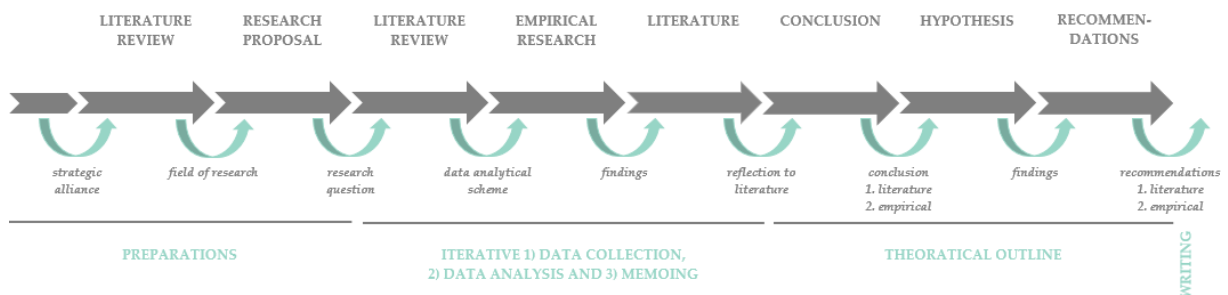 LITERATURE
REVIEW
RESEARCH
PROPOSAL
LITERATURE
REVIEW
EMPIRICAL
RESEARCH
LITERATURE
CONCLUSION
HYPOTHESIS
RECOMMEN-
DATIONS
strategic
alliance
field of research
research
question
data analytical
scheme
findings
reflection to
literature
conclusion
1. literature
2. empirical
findings
recommendations
1. literature
2. empirical
PREPARATIONS
ITERATIVE 1) DATA COLLECTION,
2) DATA ANALYSIS AND 3) MEMOING
THEORATICAL OUTLINE
WRITING